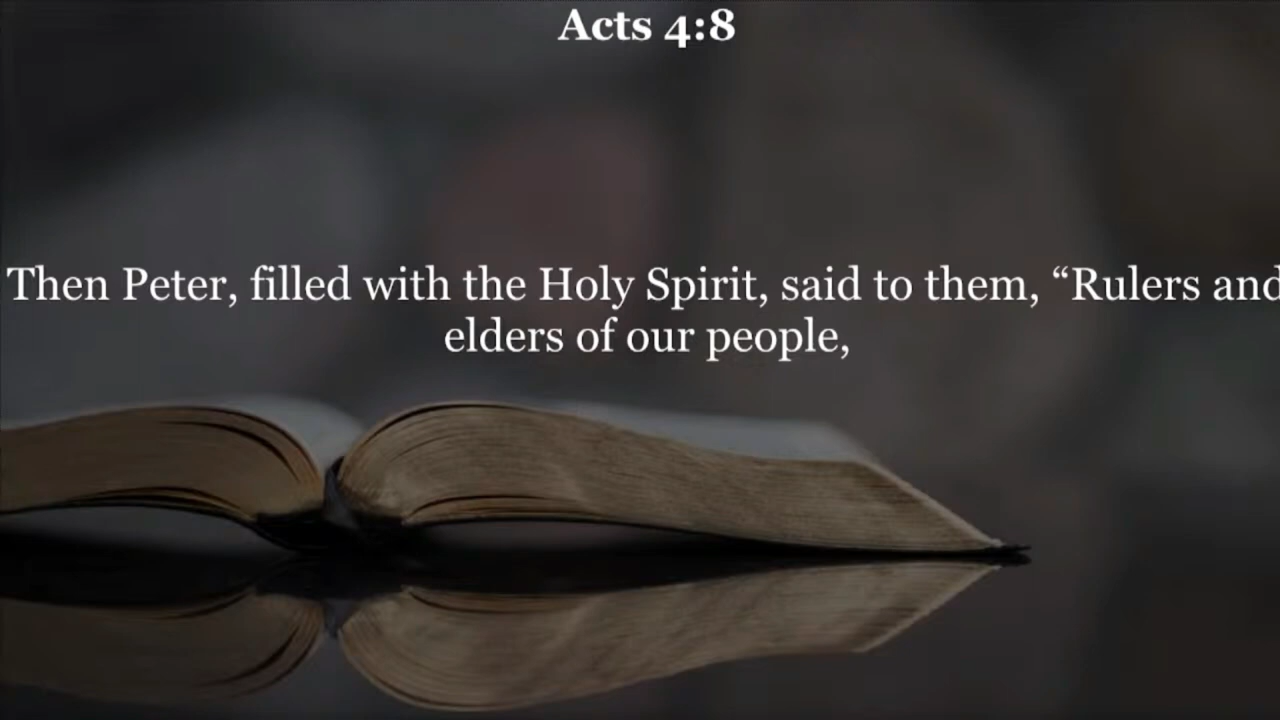 Acts 4:8
Then Peter, filled with the Holy Spirit, said to them, “Rulers and
elders of our people,